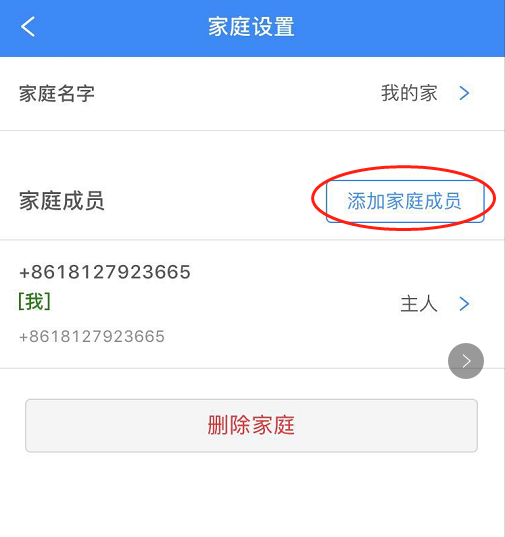 家庭设置
家庭名字 我的家
家庭成员 添加家庭成员
+8618127923665
[我]
主人
+8618127923665
删除家庭